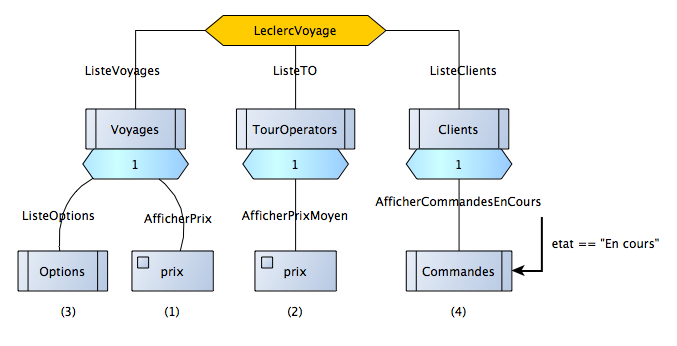 LeclercVoyage
ListeVoyages
ListeTO
ListeClients
Voyages
TourOperators
Clients
1
1
1
ListeOptions
AfficherPrix
AfficherPrixMoyen
AfficherCommandesEnCours
etat == "En cours"
Options
prix
prix
Commandes
(3)
(1)
(2)
(4)